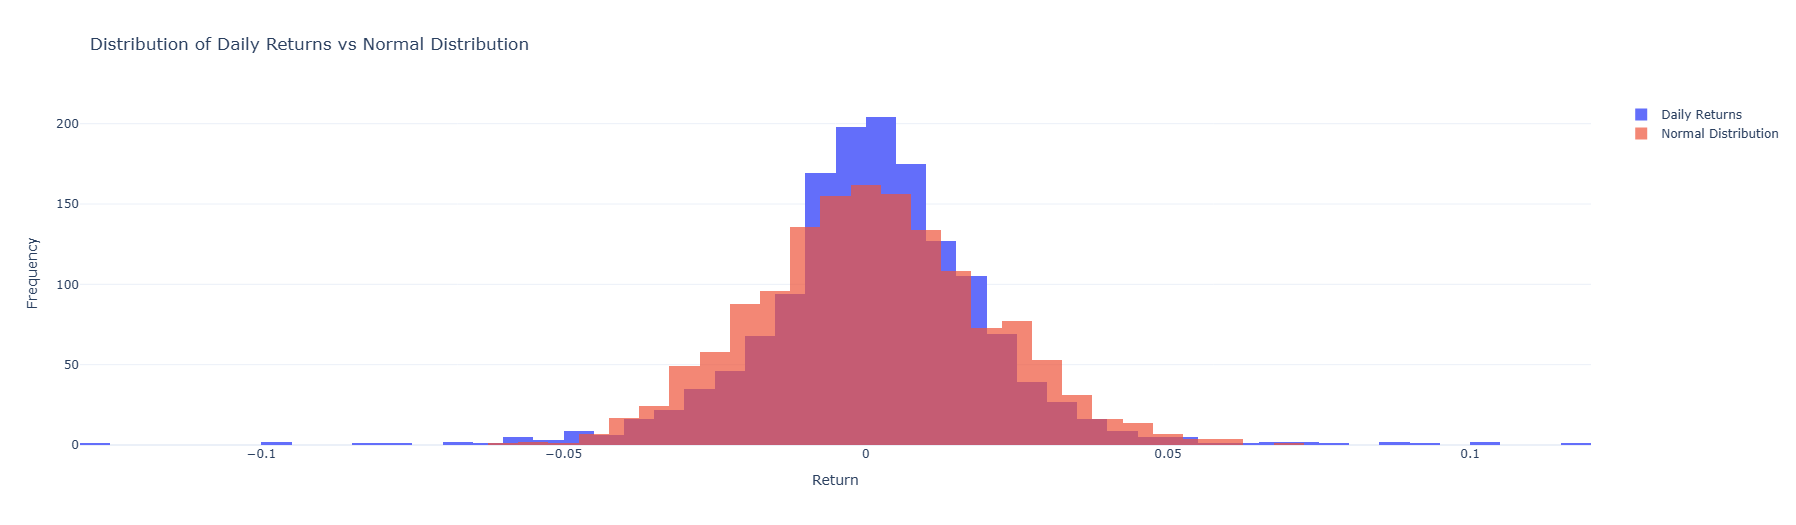 Distribution of Daily Returns vs Normal Distribution
Daily Returns
Normal Distribution
200
150
100
50
0
Frequency
−0.1
−0.05
0
0.05
0.1
Return